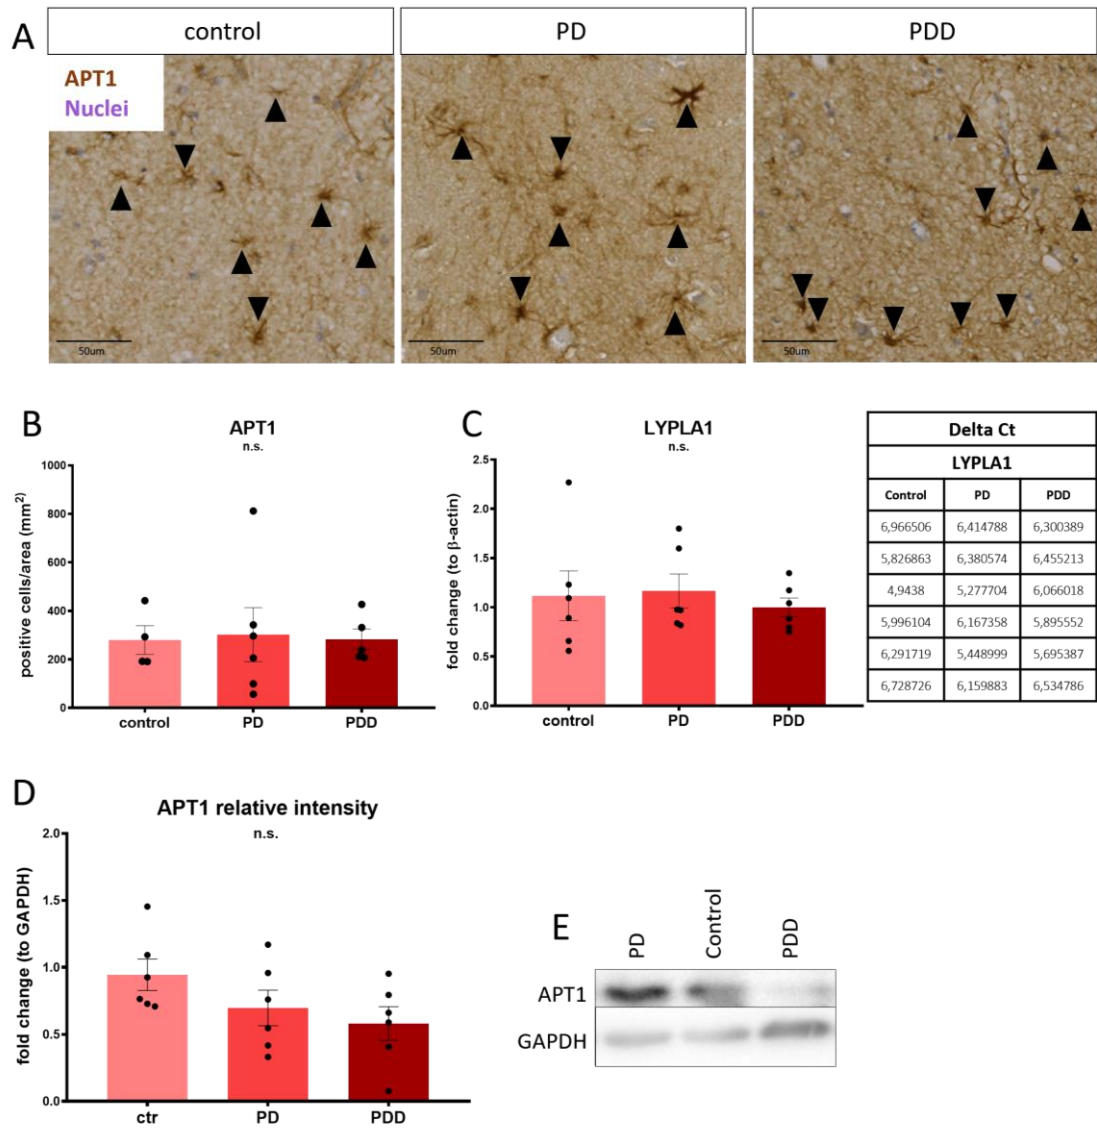 A
control
PD
PDD
APT1
Nuclei
50um
50um
50um
B
APT1
n.s.
positive cells/area (mm²)
1000
800
600
400
200
0
control
PD
PDD
C
LYPLA1
n.s.
fold change (to β-actin)
2.5
2.0
1.5
1.0
0.5
0.0
control
PD
PDD
Delta Ct
LYPLA1
Control PD PDD
6,966506 6,414788 6,300389
5,826863 6,380574 6,455213
4,9438 5,277704 6,066018
5,996104 6,167358 5,895552
6,291719 5,448999 5,695387
6,728726 6,159883 6,534786
D
APT1 relative intensity
n.s.
fold change (to GAPDH)
2.0
1.5
1.0
0.5
0.0
ctr
PD
PDD
E
PD
Control
PDD
APT1
GAPDH